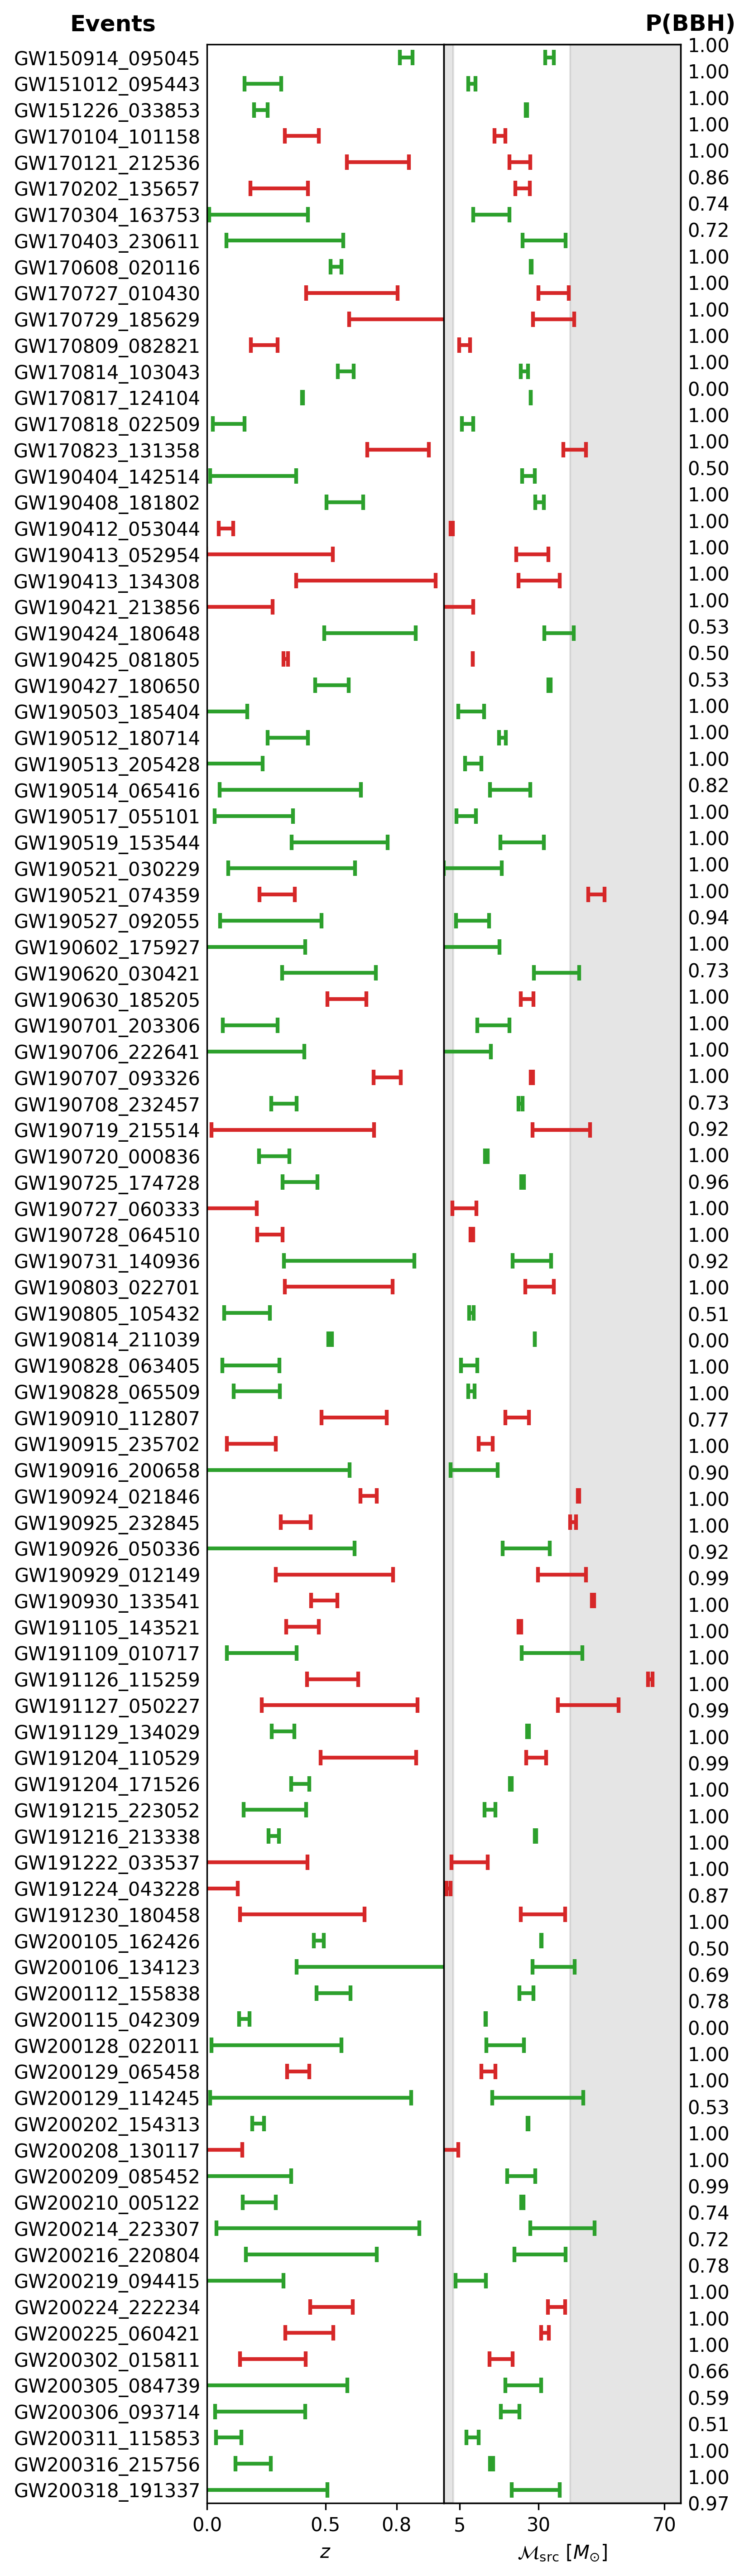 Events P(BBH)
GW150914_095045 1.00
GW151012_095443 1.00
GW151226_033853 1.00
GW170104_101158 1.00
GW170121_212536 1.00
GW170202_135657 0.86
GW170304_163753 0.74
GW170403_230611 0.72
GW170608_020116 1.00
GW170727_010430 1.00
GW170729_185629 1.00
GW170809_082821 1.00
GW170814_103043 1.00
GW170817_124104 0.00
GW170818_022509 1.00
GW170823_131358 1.00
GW190404_142514 0.50
GW190408_181802 1.00
GW190412_053044 1.00
GW190413_052954 1.00
GW190413_134308 1.00
GW190421_213856 1.00
GW190424_180648 0.53
GW190425_081805 0.50
GW190427_180650 0.53
GW190503_185404 1.00
GW190512_180714 1.00
GW190513_205428 1.00
GW190514_065416 0.82
GW190517_055101 1.00
GW190519_153544 1.00
GW190521_030229 1.00
GW190521_074359 1.00
GW190527_092055 0.94
GW190602_175927 1.00
GW190620_030421 0.73
GW190630_185205 1.00
GW190701_203306 1.00
GW190706_222641 1.00
GW190707_093326 1.00
GW190708_232457 0.73
GW190719_215514 0.92
GW190720_000836 1.00
GW190725_174728 0.96
GW190727_060333 1.00
GW190728_064510 1.00
GW190731_140936 0.92
GW190803_022701 1.00
GW190805_105432 0.51
GW190814_211039 0.00
GW190828_063405 1.00
GW190828_065509 1.00
GW190910_112807 0.77
GW190915_235702 1.00
GW190916_200658 0.90
GW190924_021846 1.00
GW190925_232845 1.00
GW190926_050336 0.92
GW190929_012149 0.99
GW190930_133541 1.00
GW191105_143521 1.00
GW191109_010717 1.00
GW191126_115259 1.00
GW191127_050227 0.99
GW191129_134029 1.00
GW191204_110529 0.99
GW191204_171526 1.00
GW191215_223052 1.00
GW191216_213338 1.00
GW191222_033537 1.00
GW191224_043228 0.87
GW191230_180458 1.00
GW200105_162426 0.50
GW200106_134123 0.69
GW200112_155838 0.78
GW200115_042309 0.00
GW200128_022011 1.00
GW200129_065458 1.00
GW200129_114245 0.53
GW200202_154313 1.00
GW200208_130117 1.00
GW200209_085452 0.99
GW200210_005122 0.74
GW200214_223307 0.72
GW200216_220804 0.78
GW200219_094415 1.00
GW200224_222234 1.00
GW200225_060421 1.00
GW200302_015811 0.66
GW200305_084739 0.59
GW200306_093714 0.51
GW200311_115853 1.00
GW200316_215756 1.00
GW200318_191337 0.97
0.0 0.5 0.8 5 30 70
z ℳsrc [M⊙]